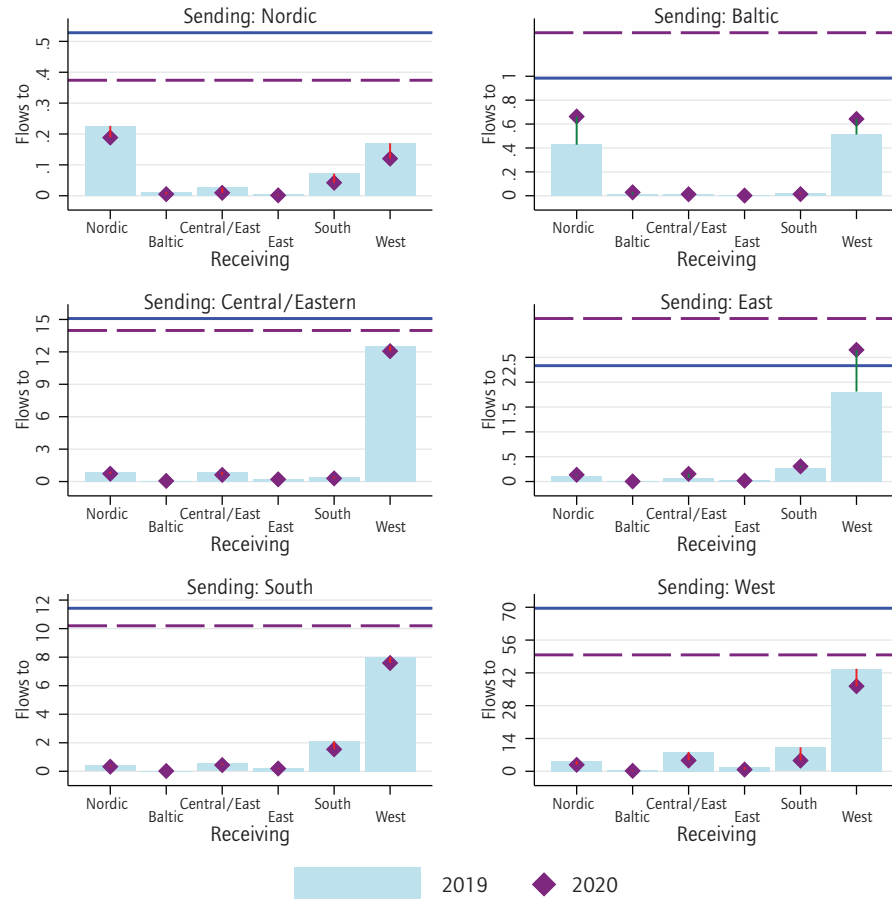 Sending: Nordic
Flows to
0 .1 .2 .3 .4 .5
Nordic Baltic Central/East East South West
Receiving
Sending: Baltic
Flows to
0 .2 .4 .6 .8 1
Nordic Baltic Central/East East South West
Receiving
Sending: Central/Eastern
Flows to
0 3 6 9 12 15
Nordic Baltic Central/East East South West
Receiving
Sending: East
Flows to
0 .5 1 1.5 2 2.5
Nordic Baltic Central/East East South West
Receiving
Sending: South
Flows to
0 2 4 6 8 10 12
Nordic Baltic Central/East East South West
Receiving
Sending: West
Flows to
0 14 28 42 56 70
Nordic Baltic Central/East East South West
Receiving
2019 2020